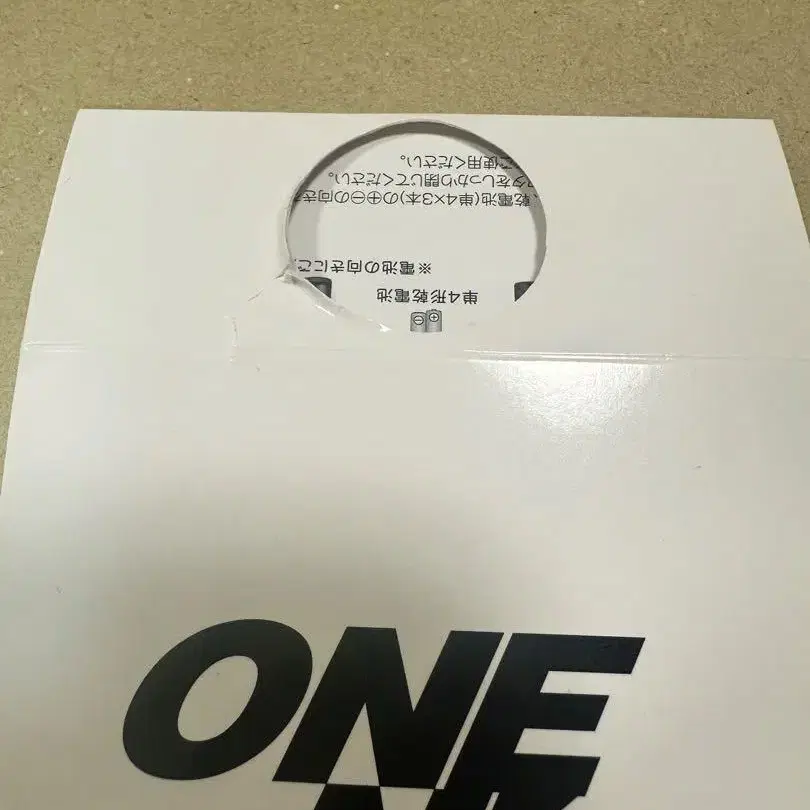 単4形乾電池
※電池の向きにご
、乾電池(単4×3本)の⊕⊖の向き
タをしっかり閉じてください。
ご使用ください。
ONE